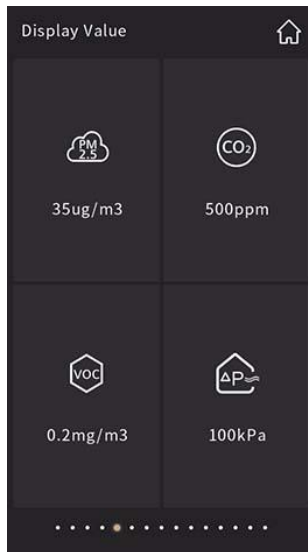 Display Value
PM
2.5
CO₂
35ug/m3
500ppm
VOC
ΔP
0.2mg/m3
100kPa